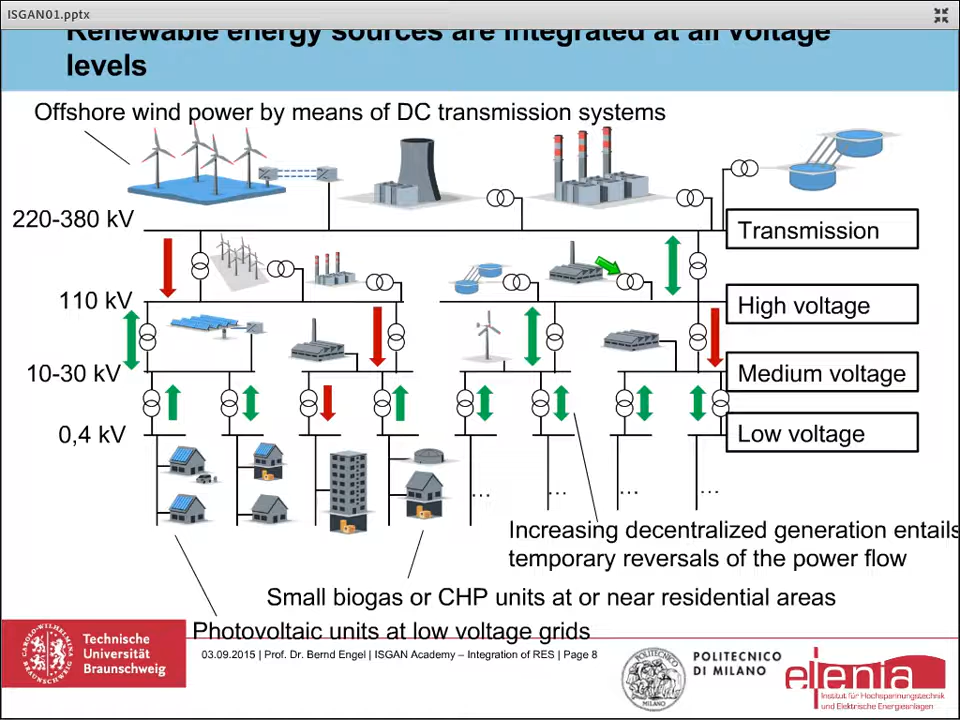 ISGAN01.pptx
Renewable energy sources are integrated at all voltage
levels
Offshore wind power by means of DC transmission systems
220-380 kV
Transmission
110 kV
High voltage
10-30 kV
Medium voltage
0,4 kV
Low voltage
... ... ... ...
Increasing decentralized generation entails
temporary reversals of the power flow
Small biogas or CHP units at or near residential areas
Photovoltaic units at low voltage grids
03.09.2015 | Prof. Dr. Bernd Engel | ISGAN Academy – Integration of RES | Page 8
Technische
Universität
Braunschweig
POLITECNICO
DI MILANO
elenia
Institut für Hochspannungstechnik
und Elektrische Energieanlagen